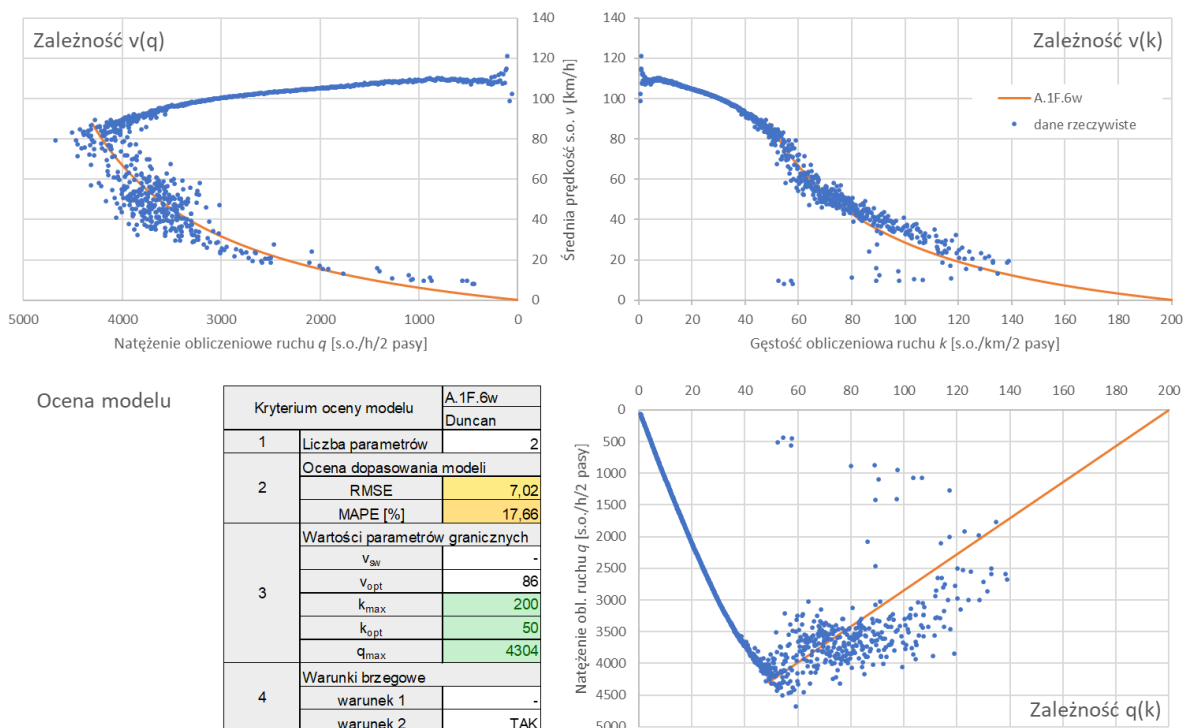 Zależność v(q)
140
120
100
80
60
40
20
0
Średnia prędkość s.o. v [km/h]
5000 4000 3000 2000 1000 0
Natężenie obliczeniowe ruchu q [s.o./h/2 pasy]
Zależność v(k)
140
120
100
80
60
40
20
0
A.1F.6w
dane rzeczywiste
0 20 40 60 80 100 120 140 160 180 200
Gęstość obliczeniowa ruchu k [s.o./km/2 pasy]
Ocena modelu
Kryterium oceny modelu A.1F.6w
Duncan
1 Liczba parametrów 2
2 Ocena dopasowania modeli
RMSE 7,02
MAPE [%] 17,66
3 Wartości parametrów granicznych
vsw -
vopt 86
kmax 200
kopt 50
qmax 4304
4 Warunki brzegowe
warunek 1 -
warunek 2 TAK
0 20 40 60 80 100 120 140 160 180 200
0
500
1000
1500
2000
2500
3000
3500
4000
4500
5000
Natężenie obl. ruchu q [s.o./h/2 pasy]
Zależność q(k)